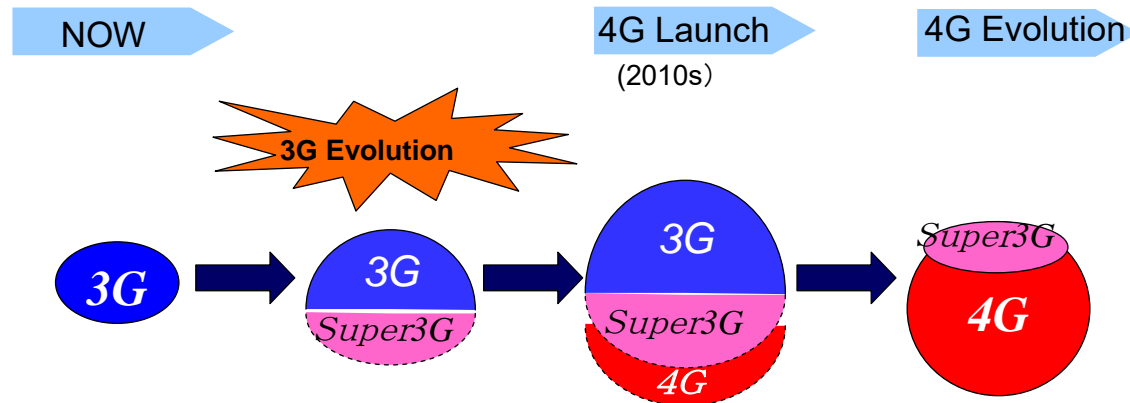 NOW
4G Launch
(2010s）
4G Evolution
3G Evolution
3G
3G
Super3G
3G
Super3G
4G
Super3G
4G